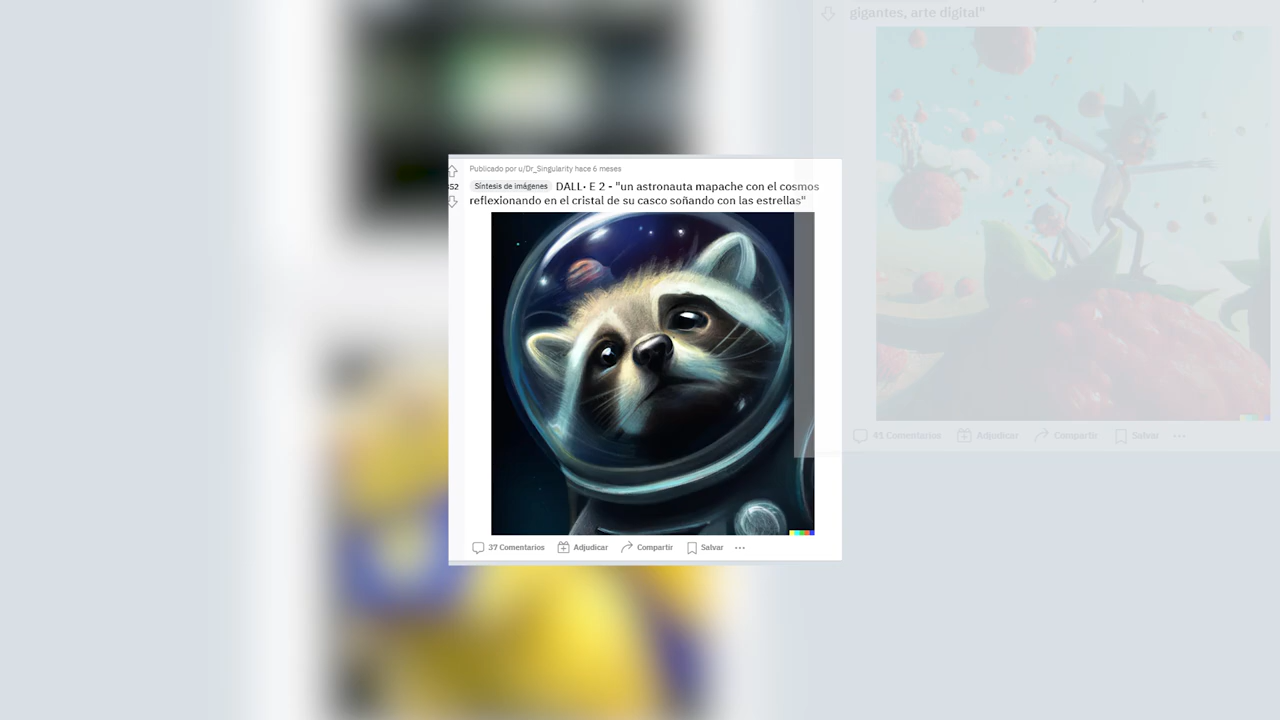 gigantes, arte digital"
Publicado por u/Dr_Singularity hace 6 meses
52
Síntesis de imágenes DALL· E 2 - "un astronauta mapache con el cosmos
reflexionando en el cristal de su casco soñando con las estrellas"
41 Comentarios Adjudicar Compartir Salvar
37 Comentarios Adjudicar Compartir Salvar